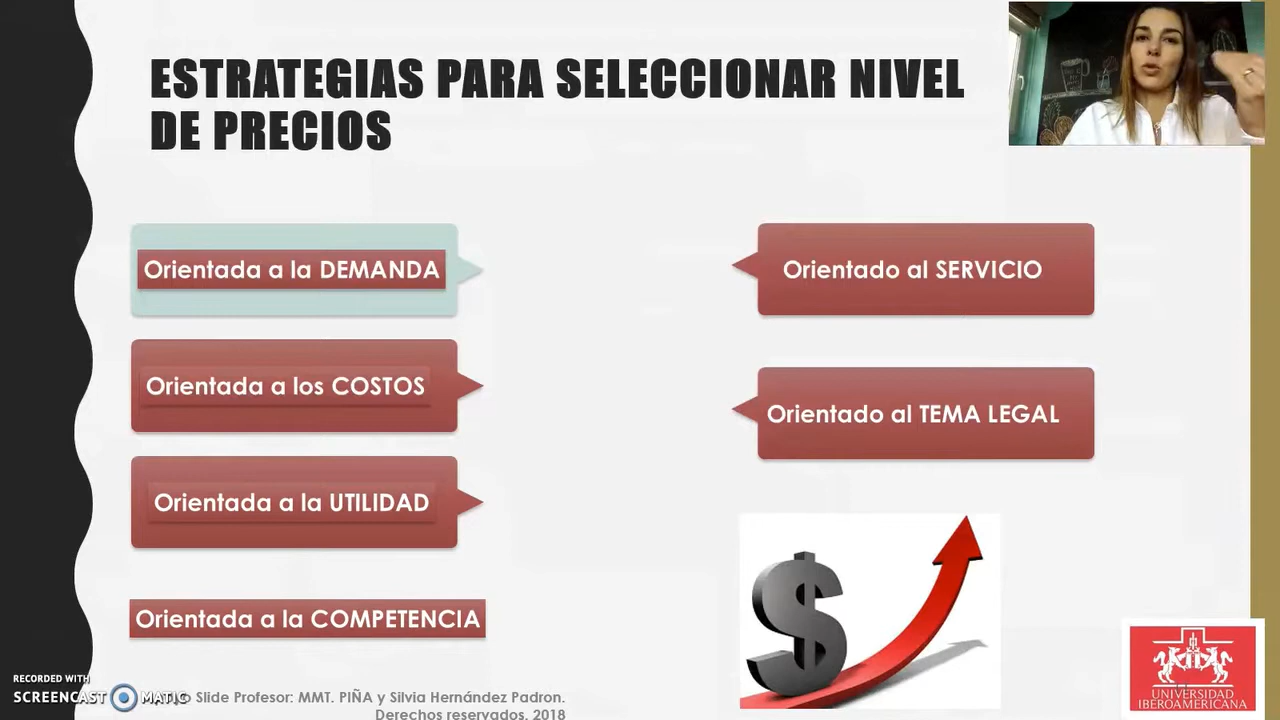 ESTRATEGIAS PARA SELECCIONAR NIVEL
DE PRECIOS
Orientada a la DEMANDA
Orientada a los COSTOS
Orientada a la UTILIDAD
Orientada a la COMPETENCIA
Orientado al SERVICIO
Orientado al TEMA LEGAL
$
UNIVERSIDAD
IBEROAMERICANA
RECORDED WITH
SCREENCAST MATIC
Slide Profesor: MMT. PIÑA y Silvia Hernández Padron.
Derechos reservados. 2018